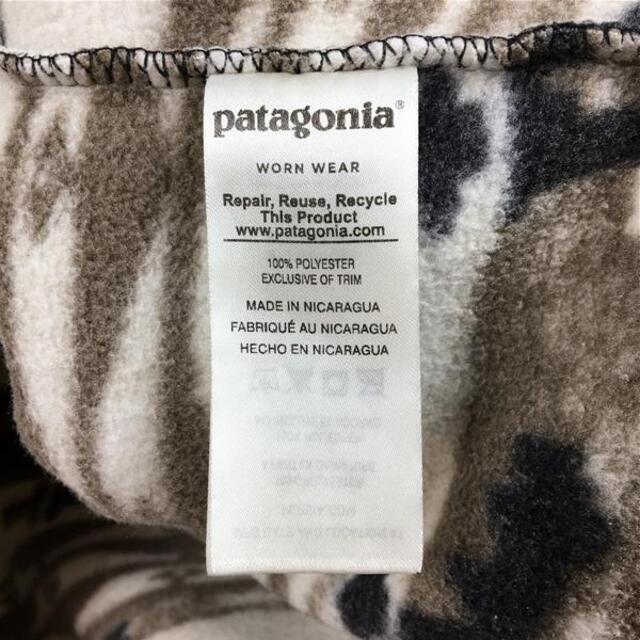 patagonia®
WORN WEAR
Repair, Reuse, Recycle
This Product
www.patagonia.com
100% POLYESTER
EXCLUSIVE OF TRIM
MADE IN NICARAGUA
FABRIQUÉ AU NICARAGUA
HECHO EN NICARAGUA